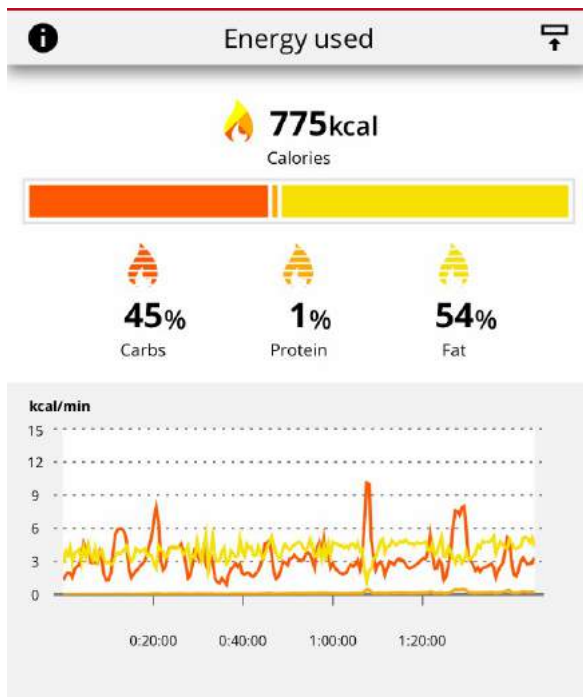 Energy used
775kcal
Calories
45% 1% 54%
Carbs Protein Fat
kcal/min
15
12
9
6
3
0
0:20:00 0:40:00 1:00:00 1:20:00